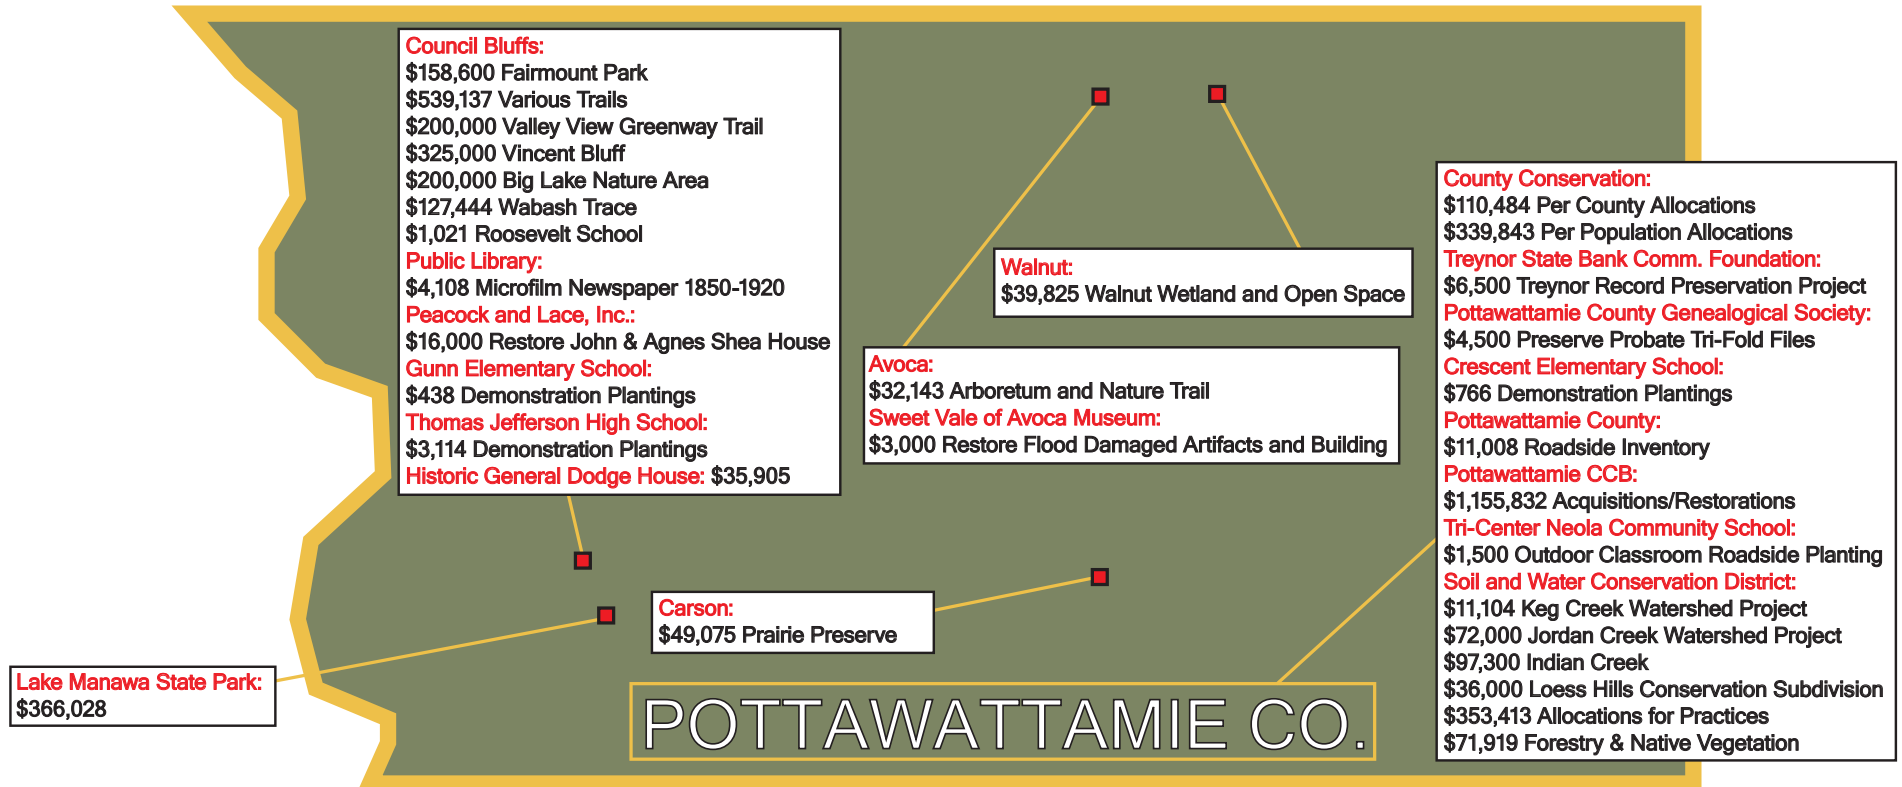 Council Bluffs:
$158,600 Fairmount Park
$539,137 Various Trails
$200,000 Valley View Greenway Trail
$325,000 Vincent Bluff
$200,000 Big Lake Nature Area
$127,444 Wabash Trace
$1,021 Roosevelt School
Public Library:
$4,108 Microfilm Newspaper 1850-1920
Peacock and Lace, Inc.:
$16,000 Restore John & Agnes Shea House
Gunn Elementary School:
$438 Demonstration Plantings
Thomas Jefferson High School:
$3,114 Demonstration Plantings
Historic General Dodge House: $35,905
Walnut:
$39,825 Walnut Wetland and Open Space
Avoca:
$32,143 Arboretum and Nature Trail
Sweet Vale of Avoca Museum:
$3,000 Restore Flood Damaged Artifacts and Building
County Conservation:
$110,484 Per County Allocations
$339,843 Per Population Allocations
Treynor State Bank Comm. Foundation:
$6,500 Treynor Record Preservation Project
Pottawattamie County Genealogical Society:
$4,500 Preserve Probate Tri-Fold Files
Crescent Elementary School:
$766 Demonstration Plantings
Pottawattamie County:
$11,008 Roadside Inventory
Pottawattamie CCB:
$1,155,832 Acquisitions/Restorations
Tri-Center Neola Community School:
$1,500 Outdoor Classroom Roadside Planting
Soil and Water Conservation District:
$11,104 Keg Creek Watershed Project
$72,000 Jordan Creek Watershed Project
$97,300 Indian Creek
$36,000 Loess Hills Conservation Subdivision
$353,413 Allocations for Practices
$71,919 Forestry & Native Vegetation
Carson:
$49,075 Prairie Preserve
Lake Manawa State Park:
$366,028
POTTAWATTAMIE CO.